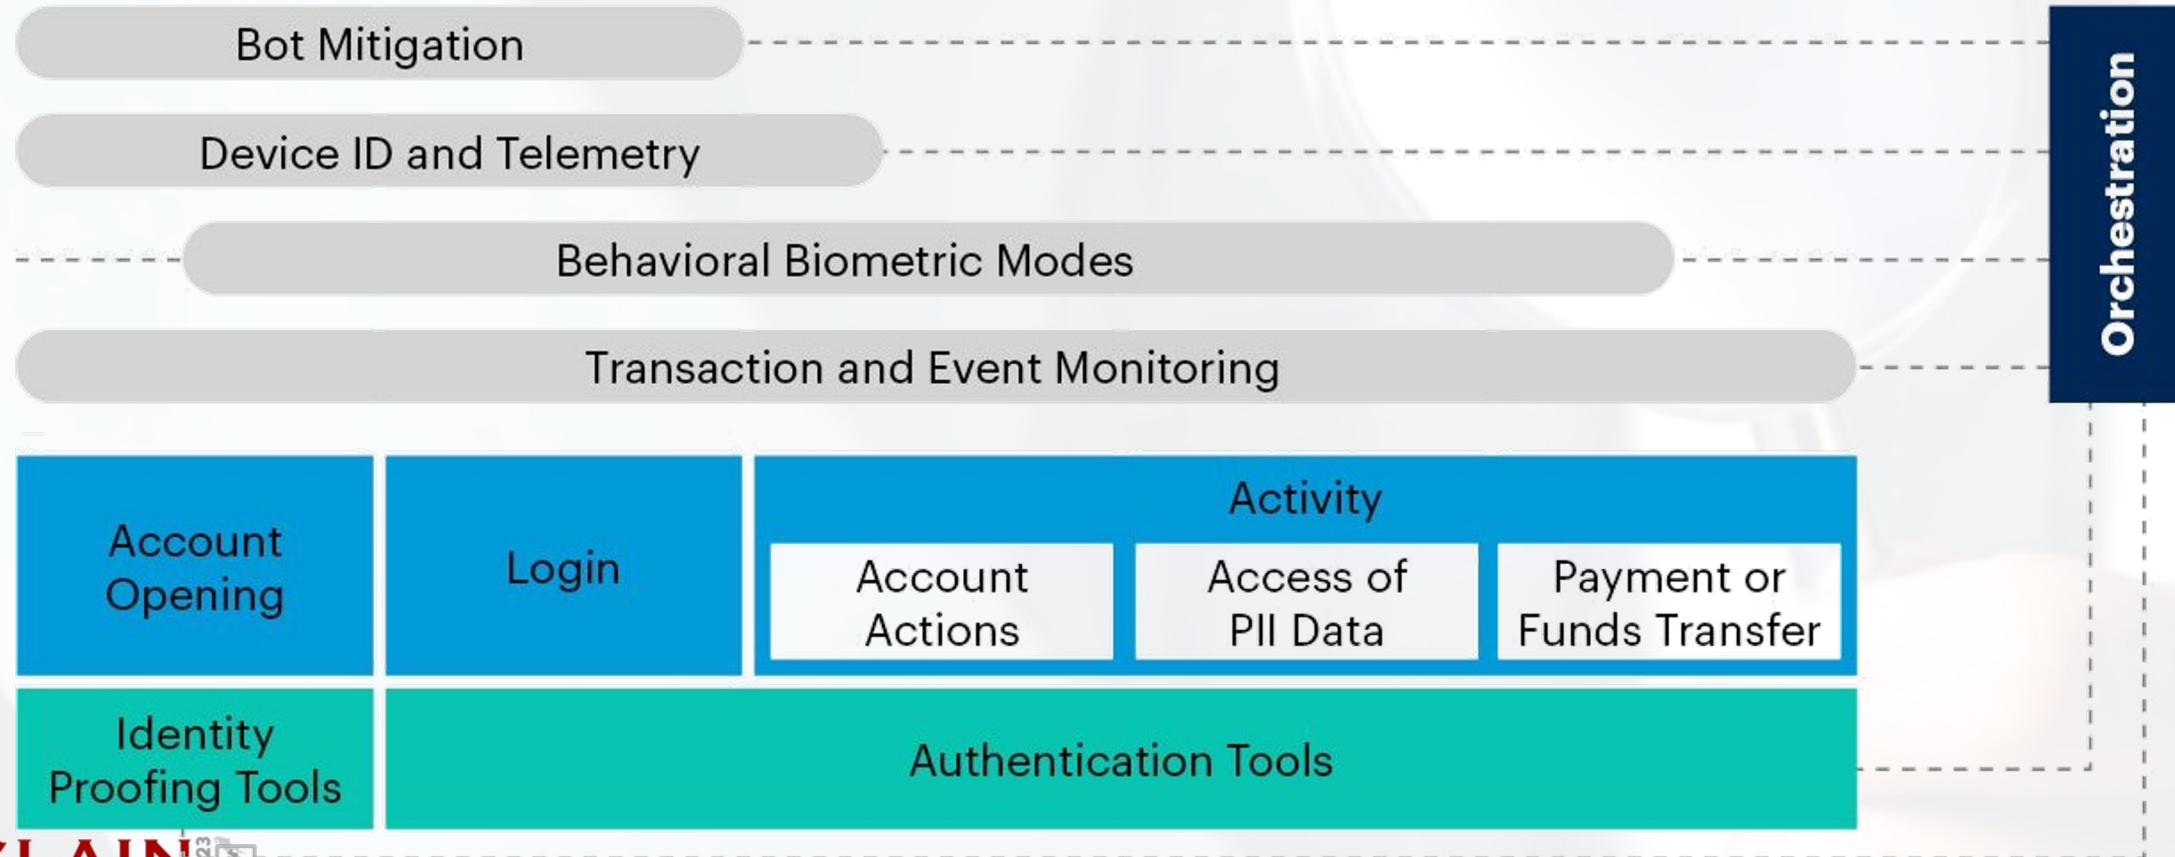 Bot Mitigation
Device ID and Telemetry
Behavioral Biometric Modes
Transaction and Event Monitoring
Orchestration
Account
Opening
Login
Activity
Account
Actions
Access of
PII Data
Payment or
Funds Transfer
Identity
Proofing Tools
Authentication Tools
23